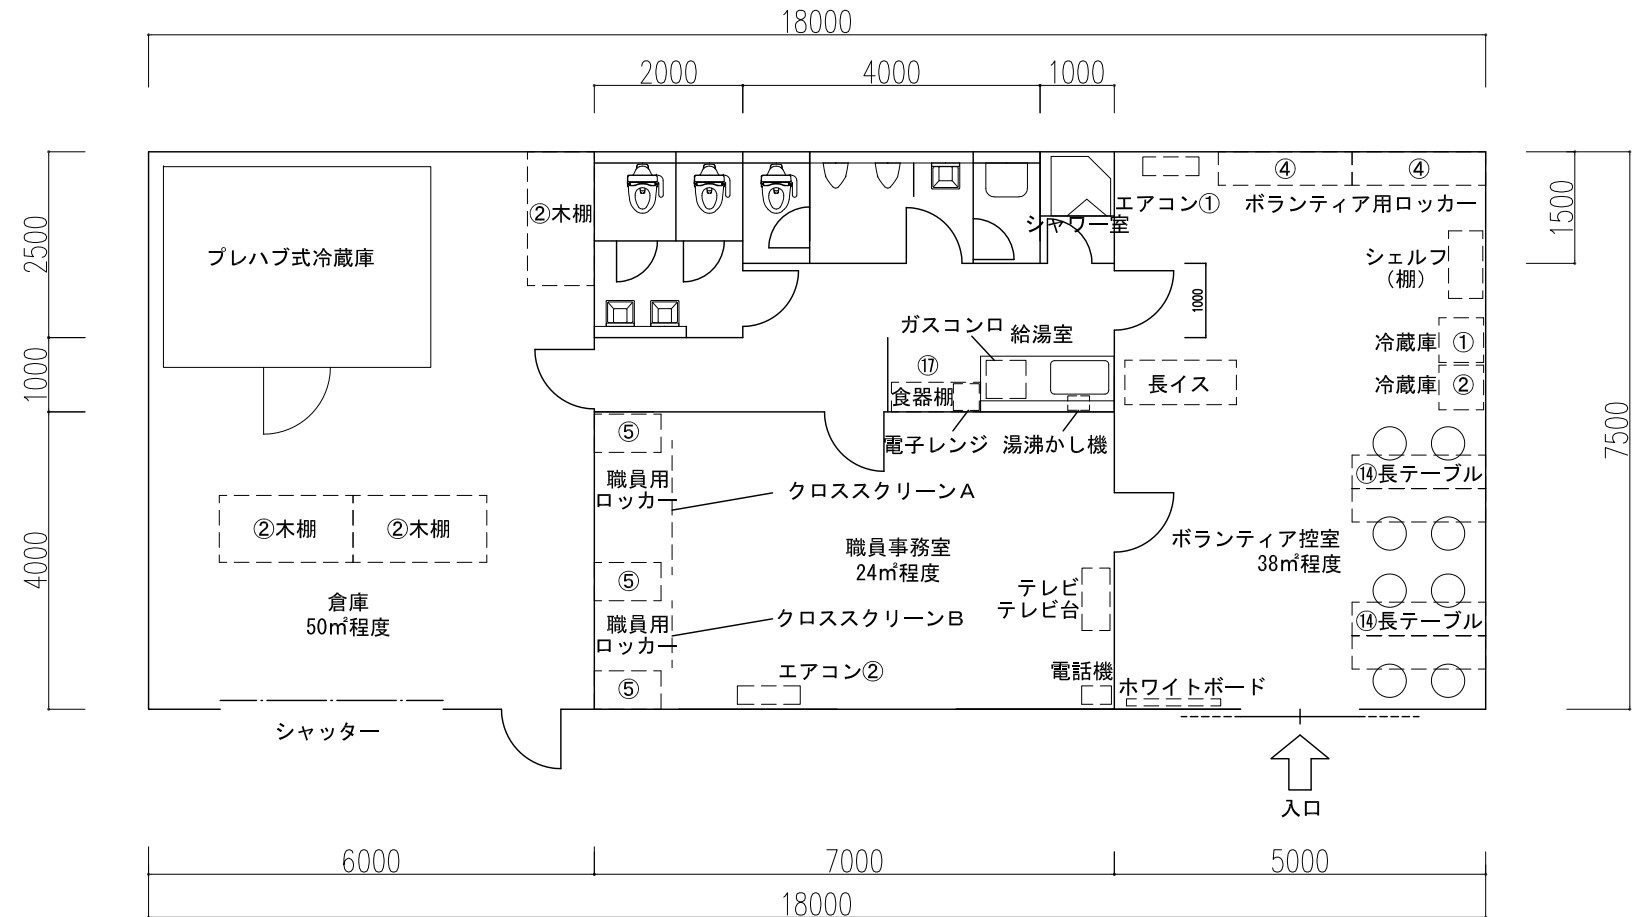 18000
2000
4000
1000
2500
1000
4000
プレハブ式冷蔵庫
②木棚
エアコン①
④
④
ボランティア用ロッカー
シャワー室
1500
7500
シェルフ
（棚）
1000
ガスコンロ
給湯室
冷蔵庫
①
冷蔵庫
②
⑰
食器棚
長イス
電子レンジ
湯沸かし機
⑤
職員用
ロッカー
クロススクリーンA
⑭長テーブル
②木棚
②木棚
職員事務室
24㎡程度
ボランティア控室
38㎡程度
⑤
テレビ
テレビ台
倉庫
50㎡程度
職員用
ロッカー
クロススクリーンB
⑭長テーブル
⑤
エアコン②
電話機
ホワイトボード
シャッター
入口
6000
7000
5000
18000